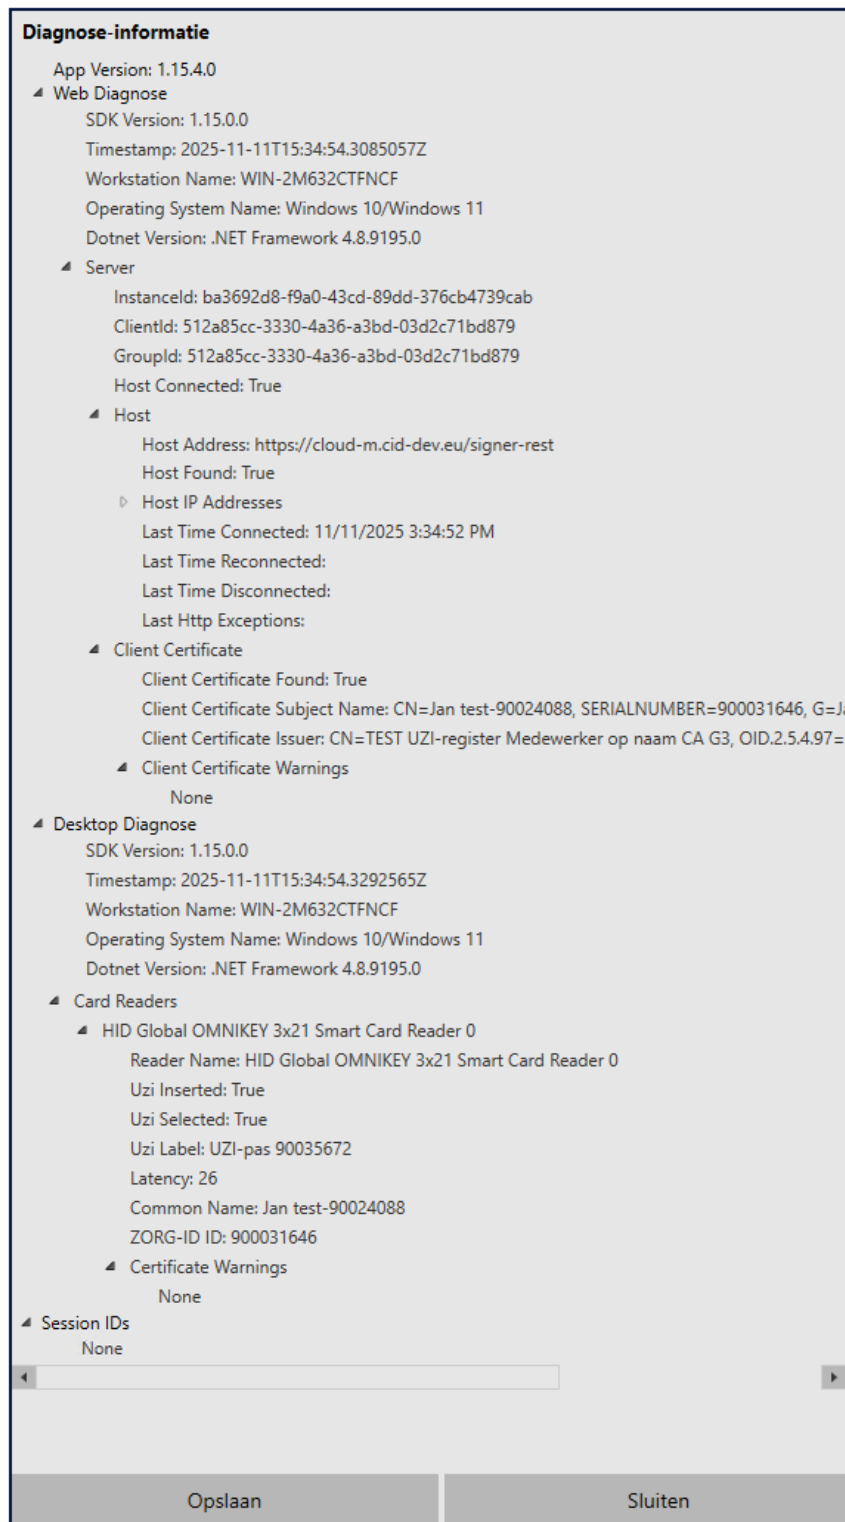 Diagnose-informatie
App Version: 1.15.4.0
Web Diagnose
SDK Version: 1.15.0.0
Timestamp: 2025-11-11T15:34:54.3085057Z
Workstation Name: WIN-2M632CTFNCF
Operating System Name: Windows 10/Windows 11
Dotnet Version: .NET Framework 4.8.9195.0
Server
InstanceId: ba3692d8-f9a0-43cd-89dd-376cb4739cab
ClientId: 512a85cc-3330-4a36-a3bd-03d2c71bd879
GroupId: 512a85cc-3330-4a36-a3bd-03d2c71bd879
Host Connected: True
Host
Host Address: https://cloud-m.cid-dev.eu/signer-rest
Host Found: True
Host IP Addresses
Last Time Connected: 11/11/2025 3:34:52 PM
Last Time Reconnected:
Last Time Disconnected:
Last Http Exceptions:
Client Certificate
Client Certificate Found: True
Client Certificate Subject Name: CN=Jan test-90024088, SERIALNUMBER=900031646, G=Ja
Client Certificate Issuer: CN=TEST UZI-register Medewerker op naam CA G3, OID.2.5.4.97=
Client Certificate Warnings
None
Desktop Diagnose
SDK Version: 1.15.0.0
Timestamp: 2025-11-11T15:34:54.3292565Z
Workstation Name: WIN-2M632CTFNCF
Operating System Name: Windows 10/Windows 11
Dotnet Version: .NET Framework 4.8.9195.0
Card Readers
HID Global OMNIKEY 3x21 Smart Card Reader 0
Reader Name: HID Global OMNIKEY 3x21 Smart Card Reader 0
Uzi Inserted: True
Uzi Selected: True
Uzi Label: UZI-pas 90035672
Latency: 26
Common Name: Jan test-90024088
ZORG-ID ID: 900031646
Certificate Warnings
None
Session IDs
None
Opslaan
Sluiten